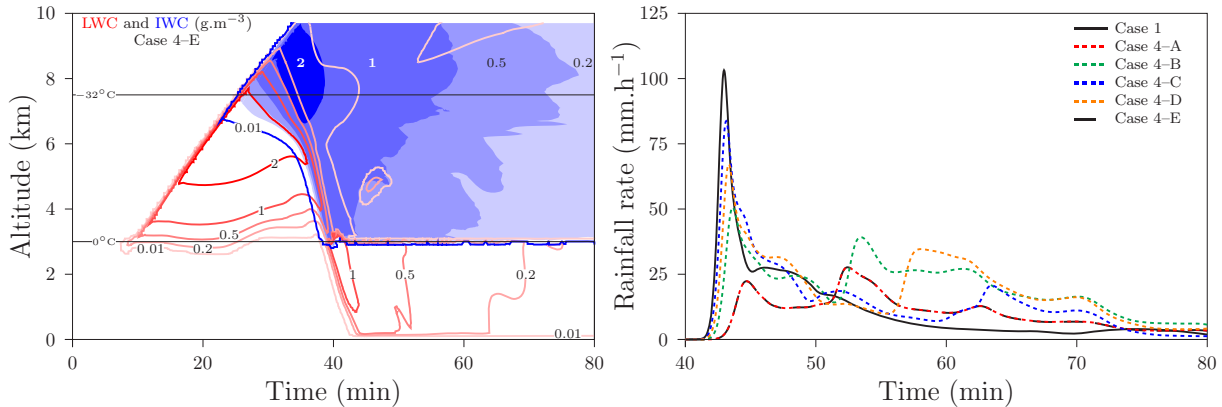 LWC and IWC (g.m−3)
Case 4–E
10
8
6
4
2
0
Altitude (km)
−32°C
0°C
2
1
0.5
0.2
0.01
2
1
0.5
0.2
0.01
1
0.5
0.2
0.01
0 20 40 60 80
Time (min)
125
100
75
50
25
0
Rainfall rate (mm.h−1)
Case 1
Case 4–A
Case 4–B
Case 4–C
Case 4–D
Case 4–E
40 50 60 70 80
Time (min)